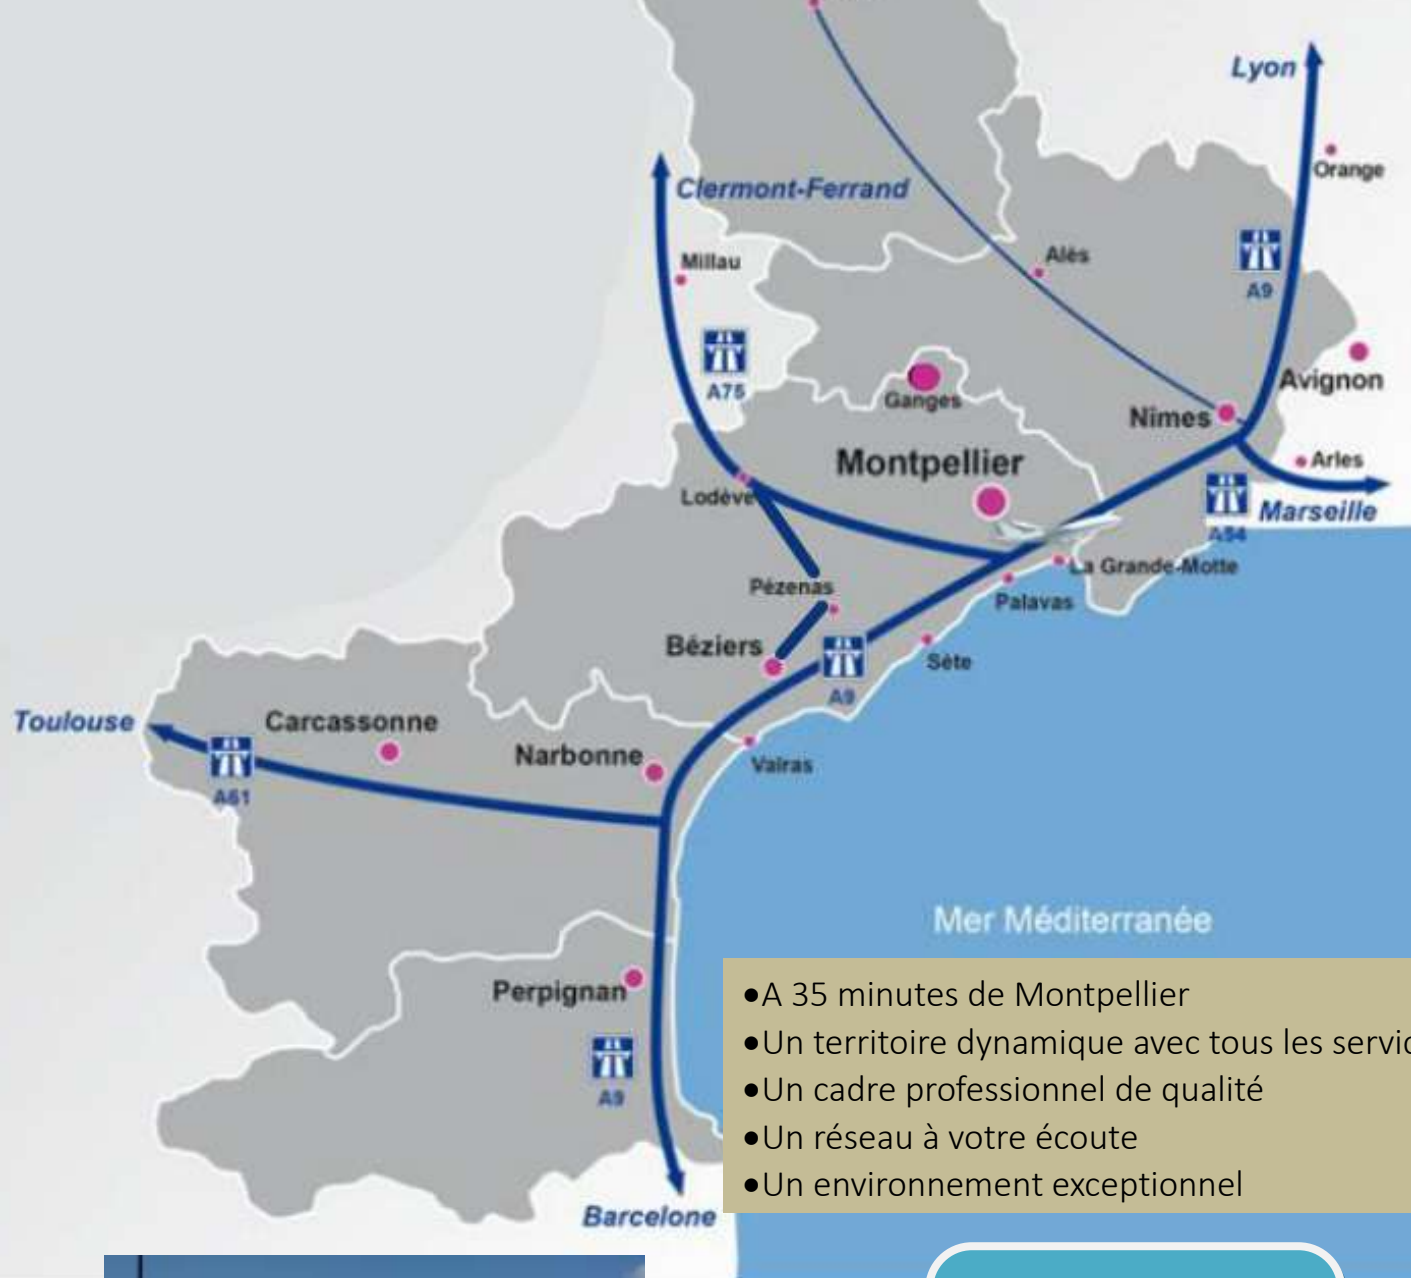 Lyon
Orange
Clermont-Ferrand
Millau
Alès
A9
A75
Avignon
Ganges
Nîmes
Montpellier
Arles
Lodève
Marseille
A54
La Grande-Motte
Pézenas
Palavas
Béziers
Sète
A9
Toulouse
Carcassonne
Narbonne
Valras
A61
Mer Méditerranée
Perpignan
A9
Barcelone
•A 35 minutes de Montpellier
•Un territoire dynamique avec tous les servic
•Un cadre professionnel de qualité
•Un réseau à votre écoute
•Un environnement exceptionnel